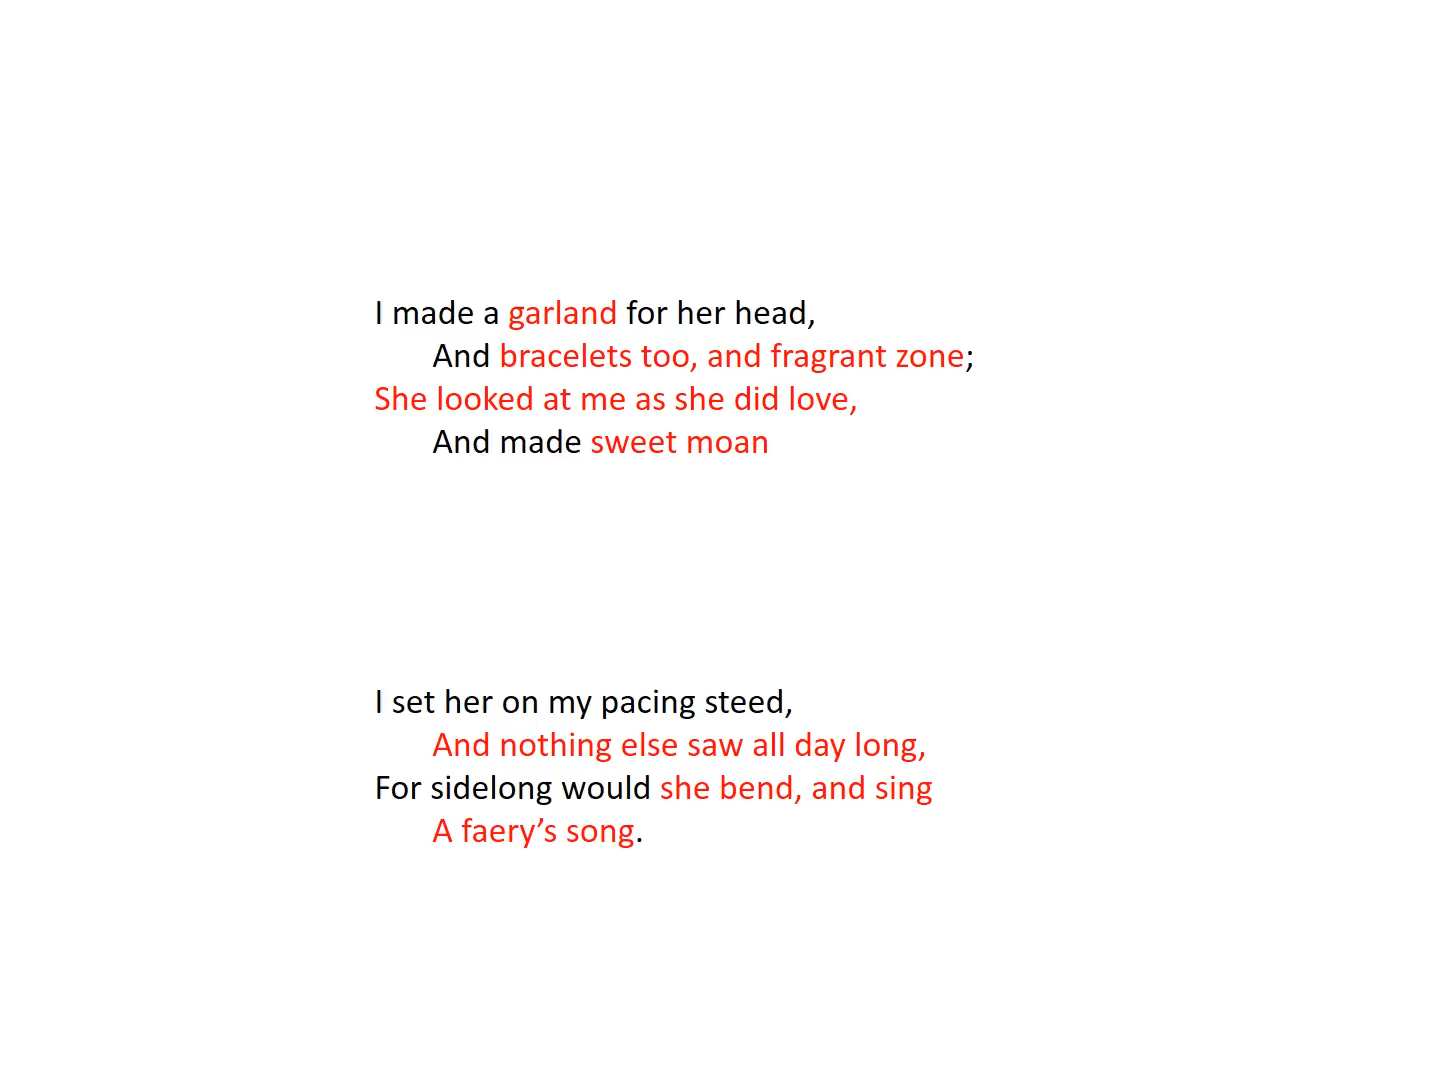 I made a garland for her head,
And bracelets too, and fragrant zone;
She looked at me as she did love,
And made sweet moan
I set her on my pacing steed,
And nothing else saw all day long,
For sidelong would she bend, and sing
A faery’s song.